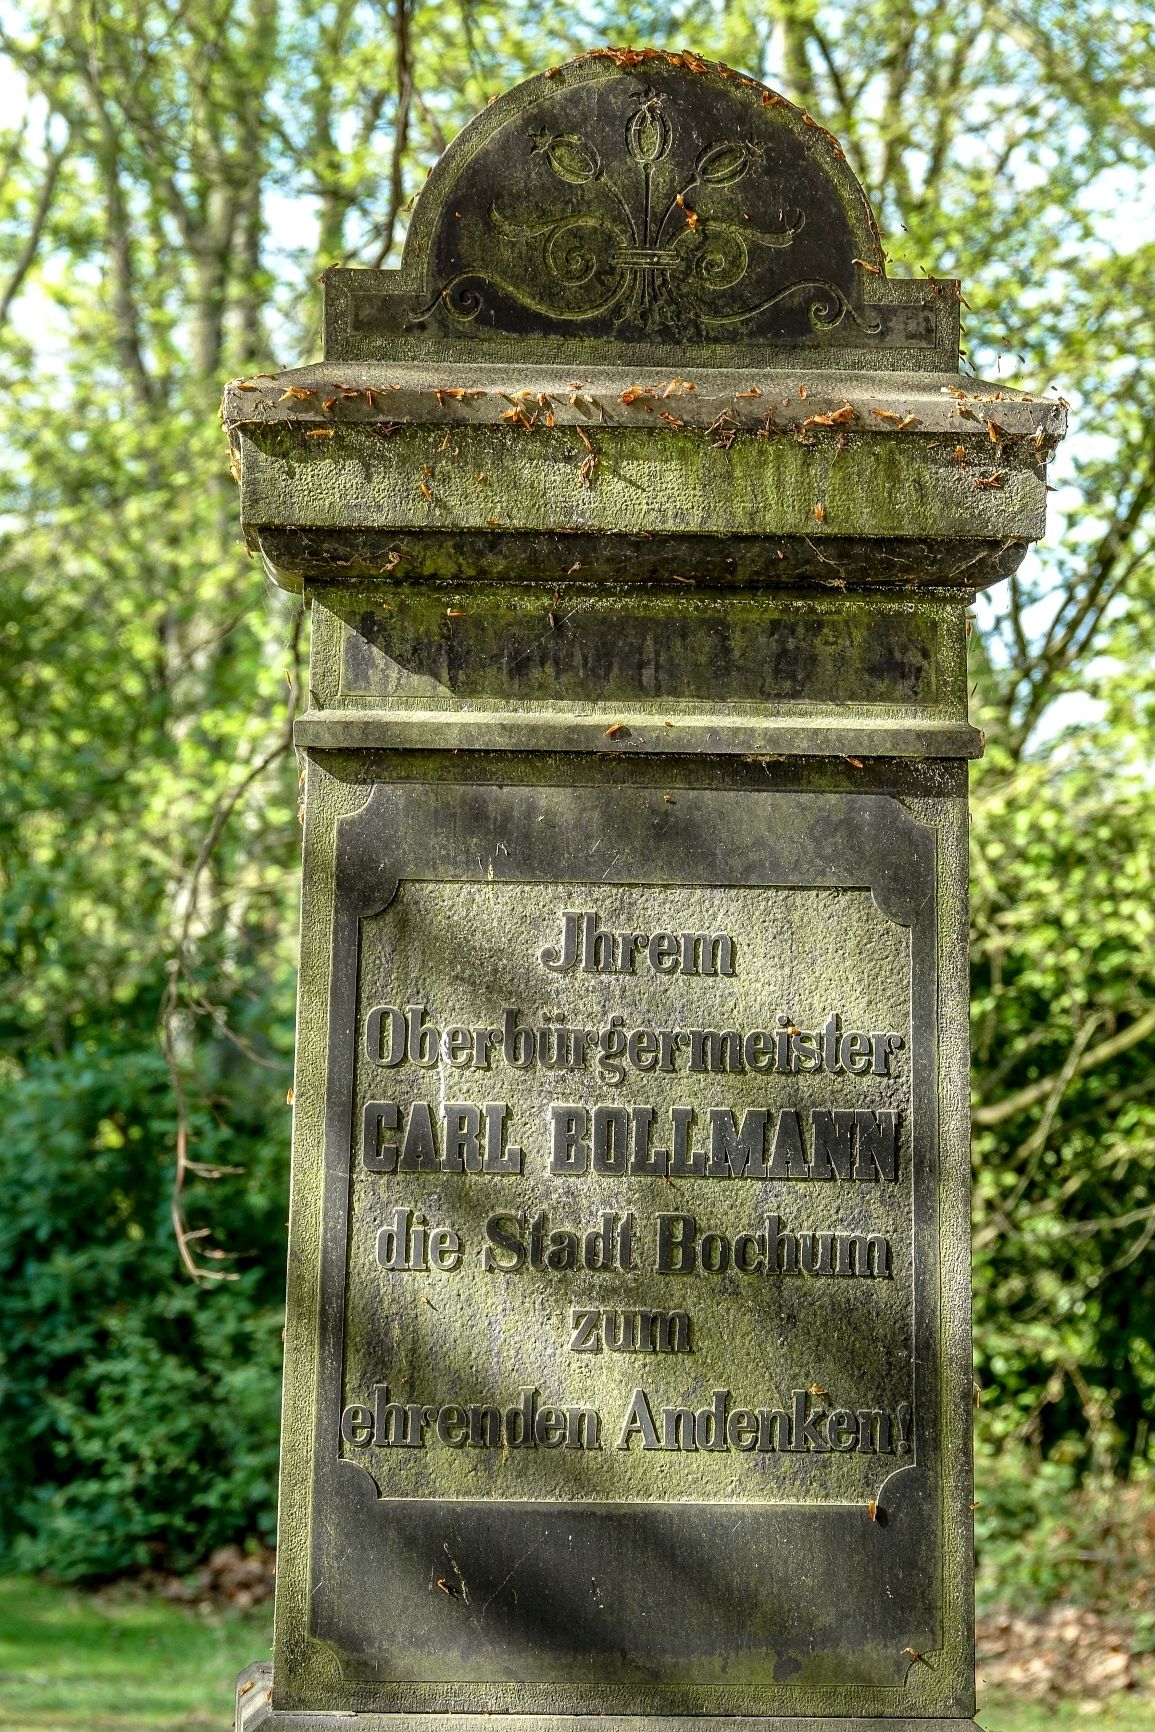 Jhrem
Oberbürgermeister
CARL BOLLMANN
die Stadt Bochum
zum
ehrenden Andenken!